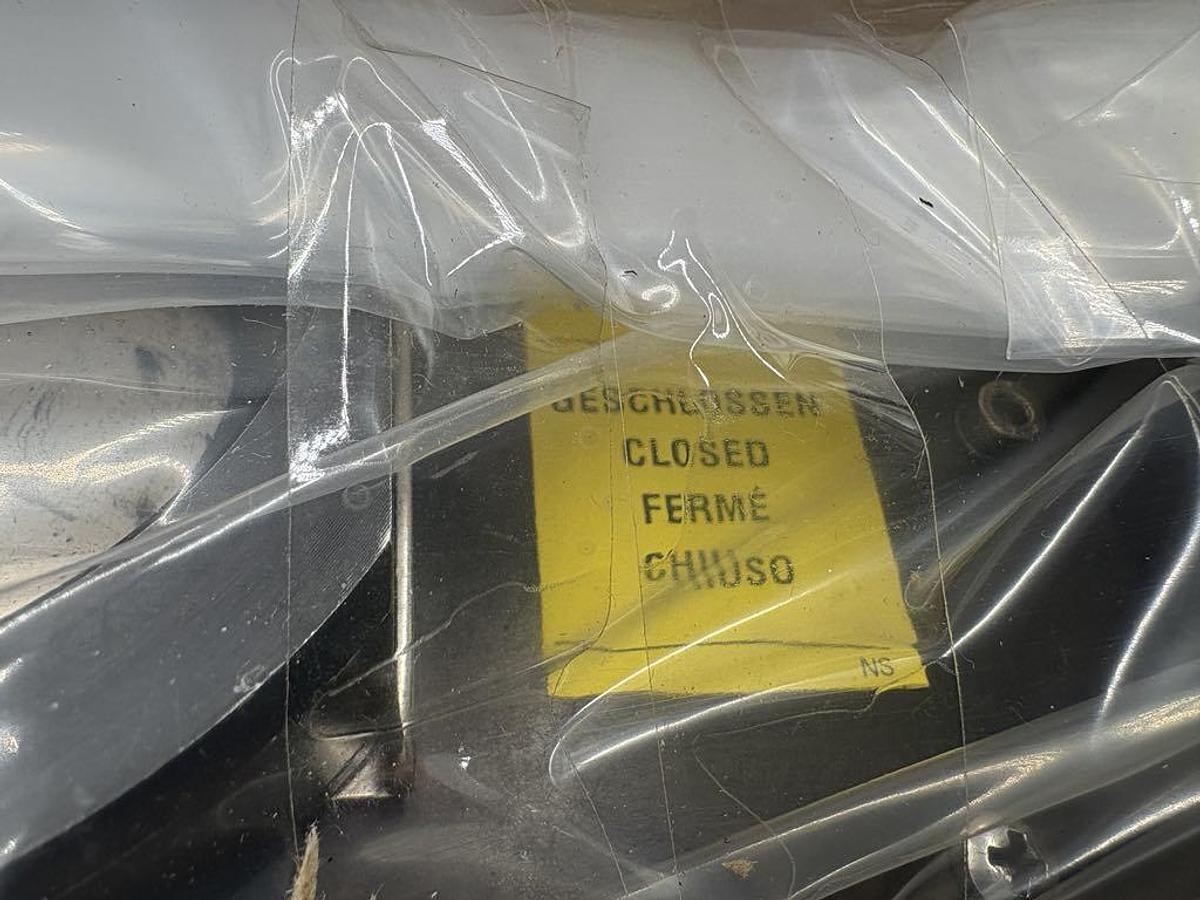 GESCHLOSSEN
CLOSED
FERMÉ
CHIUSO
NS